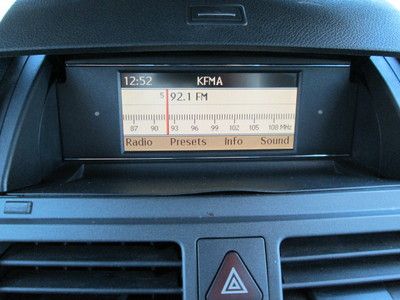 12:52 KFMA
5 92.1 FM
87 90 93 96 99 102 105 108 MHz
Radio Presets Info Sound